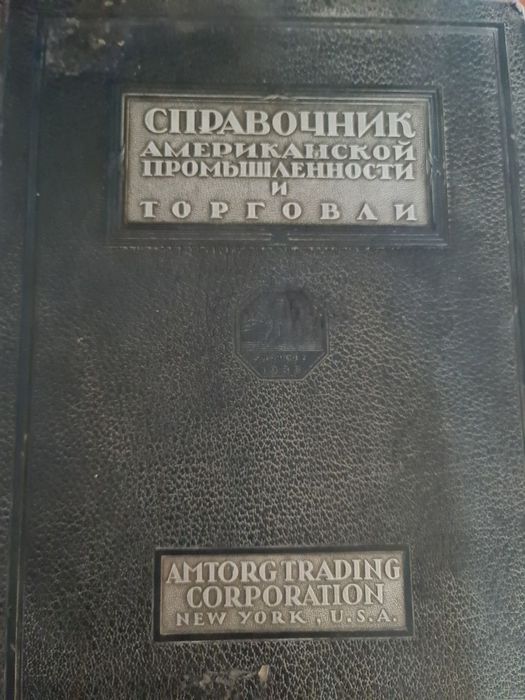 СПРАВОЧНИК
АМЕРИКАНСКОЙ
ПРОМЫШЛЕННОСТИ
И
ТОРГОВЛИ
AMTORG TRADING
CORPORATION
NEW YORK, U.S.A.